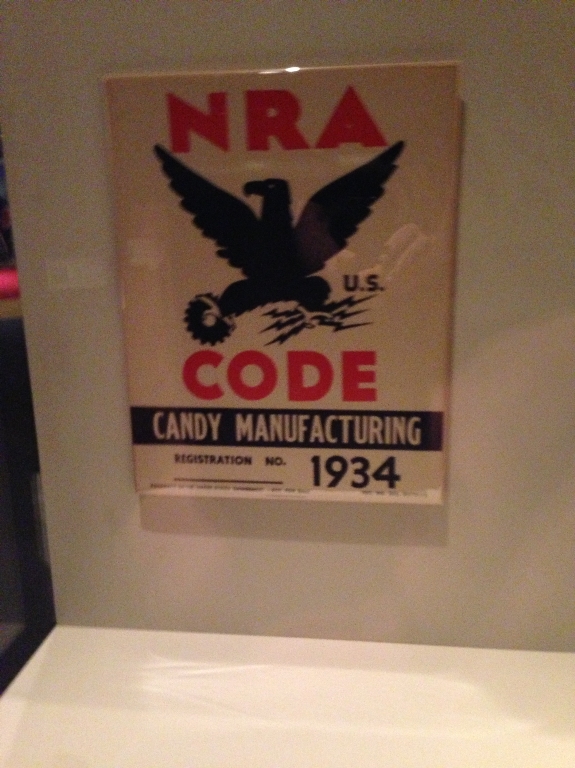 NRA
U.S.
CODE
CANDY MANUFACTURING
REGISTRATION NO.
1934